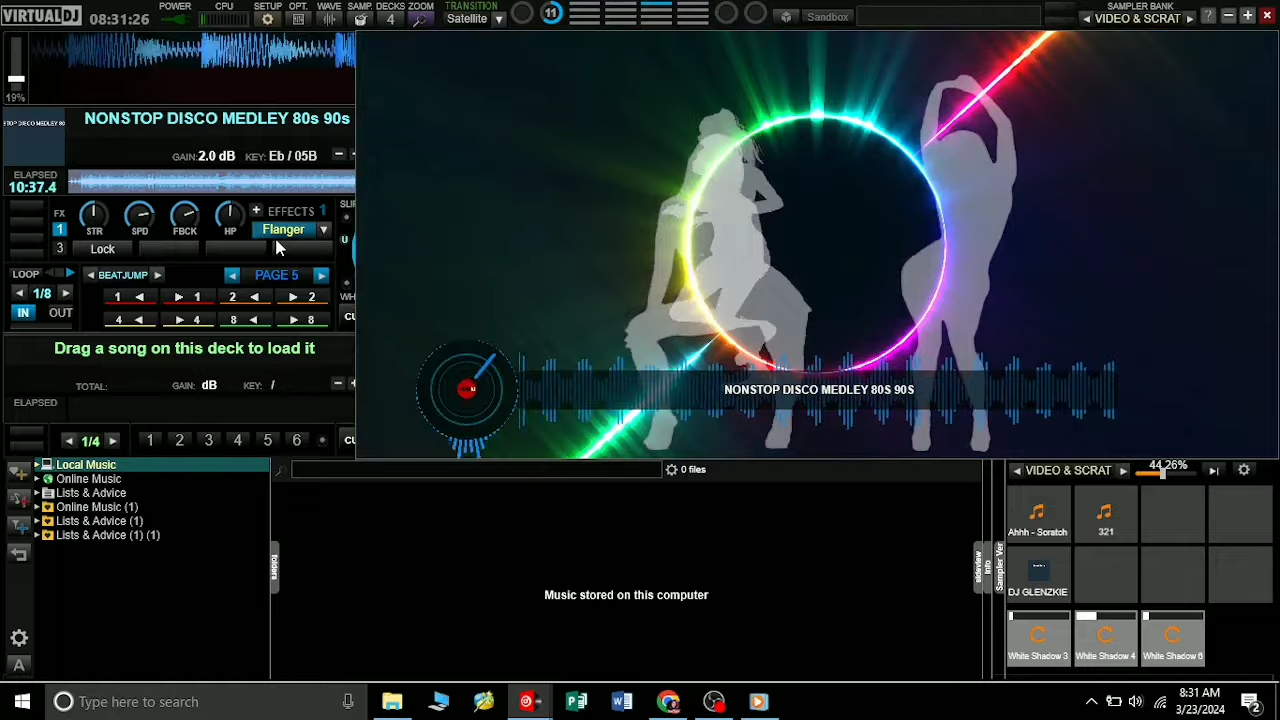 VIRTUALDJ
08:31:26
POWER
CPU
SETUP
OPT.
WAVE
SAMP.
DECKS
ZOOM
TRANSITION
Satellite
4
11
Sandbox
SAMPLER BANK
VIDEO & SCRAT
?
19%
NONSTOP DISCO MEDLEY 80s 90s
GAIN: 2.0 dB KEY: Eb / 05B
ELAPSED
10:37.4
FX
1
3
STR
SPD
FBCK
HP
EFFECTS 1
Flanger
Lock
LOOP
BEATJUMP
PAGE 5
1/8
IN
OUT
1
1
2
2
4
4
8
8
Drag a song on this deck to load it
TOTAL:
GAIN: dB
KEY: /
ELAPSED
1/4
1
2
3
4
5
6
NONSTOP DISCO MEDLEY 80S 90S
Local Music
Online Music
Lists & Advice
Online Music (1)
Lists & Advice (1)
Lists & Advice (1) (1)
folders
0 files
Music stored on this computer
sideview
info
Sampler Ver
VIDEO & SCRAT
44.26%
Ahhh - Scratch
321
DJ GLENZKIE
White Shadow 3
White Shadow 4
White Shadow 6
A
Type here to search
8:31 AM
3/23/2024
2